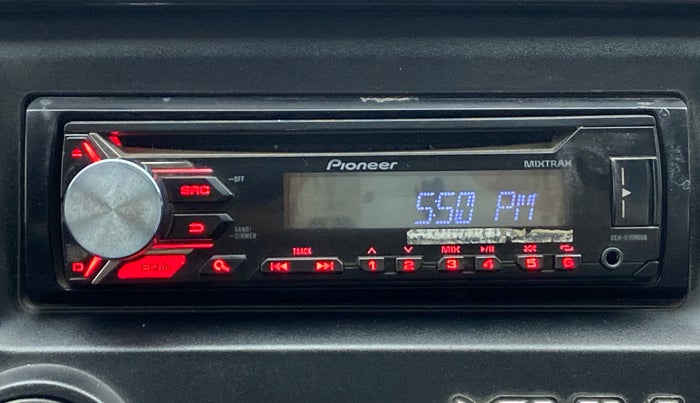 Pioneer
MIXTRAX
OFF
SRC
5:50 PM
BAND/
DIMMER
TRACK
MIX
1 2 3 4 5 6